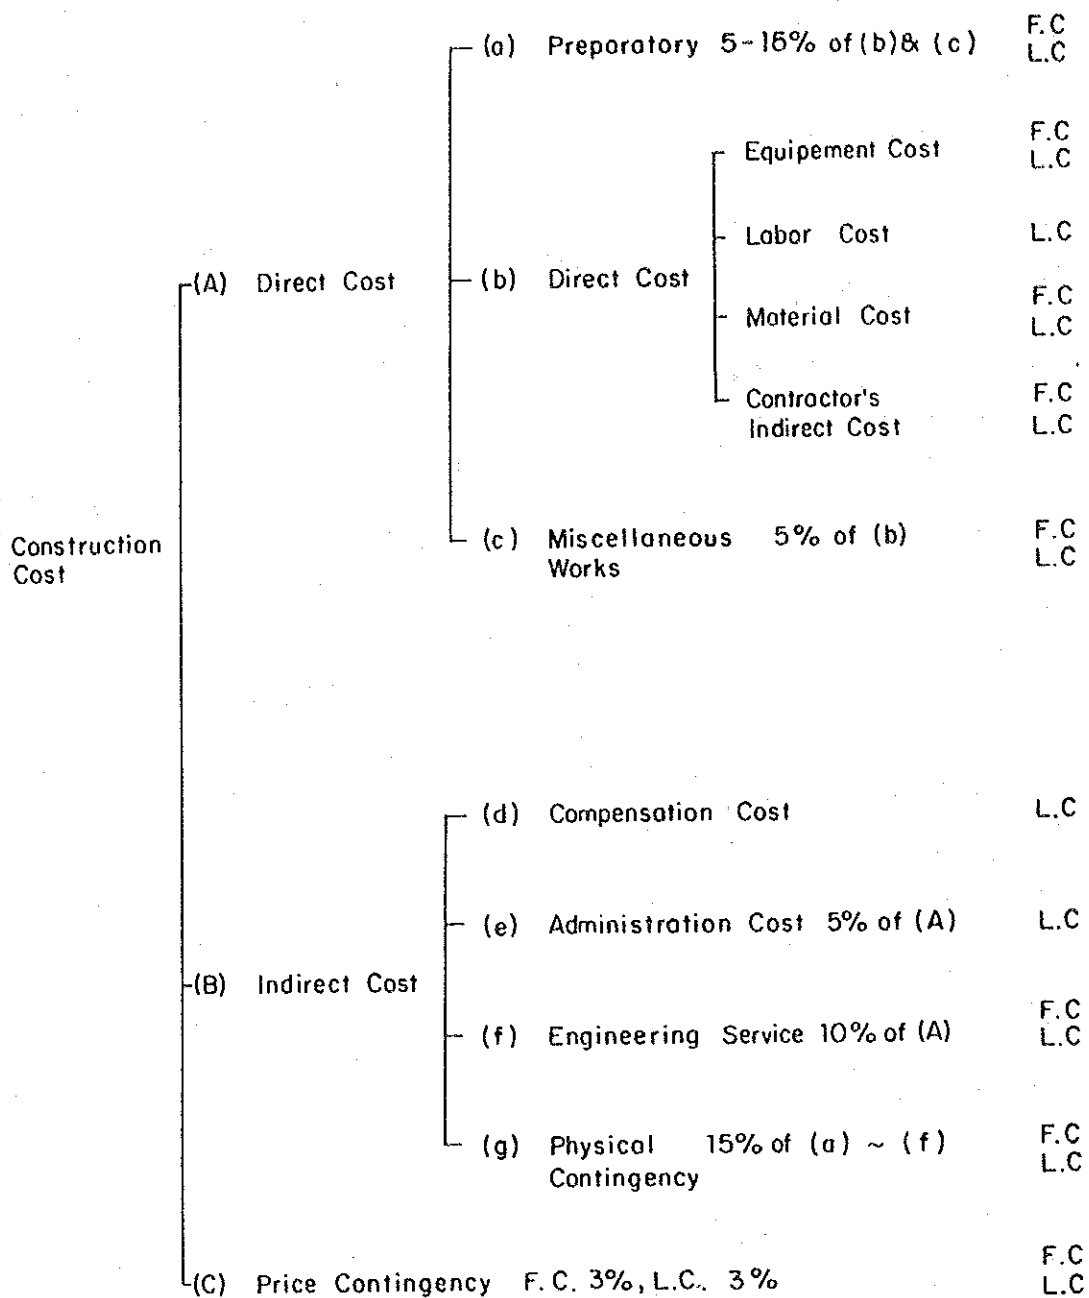 (a) Preparatory 5-15% of (b) & (c) F.C
L.C
Equipement Cost F.C
L.C
Labor Cost L.C
(A) Direct Cost (b) Direct Cost
Material Cost F.C
L.C
Contractor's F.C
Indirect Cost L.C
Construction
Cost
(c) Miscellaneous 5% of (b) F.C
Works L.C
(d) Compensation Cost L.C
(e) Administration Cost 5% of (A) L.C
(B) Indirect Cost
(f) Engineering Service 10% of (A) F.C
L.C
(g) Physical 15% of (a) ~ (f) F.C
Contingency L.C
(C) Price Contingency F.C. 3%, L.C.. 3% F.C
L.C